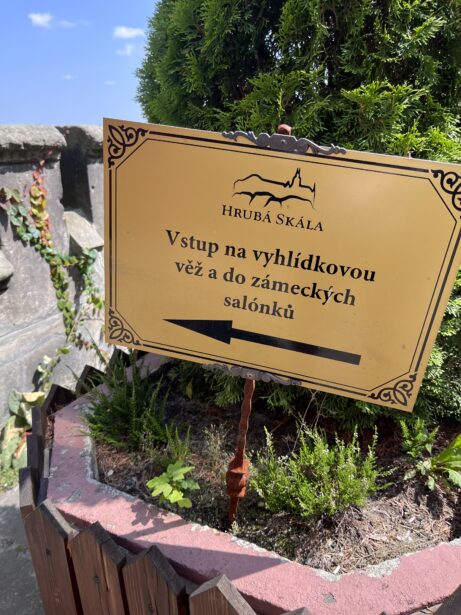 Hrubá Skála
Vstup na vyhlídkovou
věž a do zámeckých
salónků